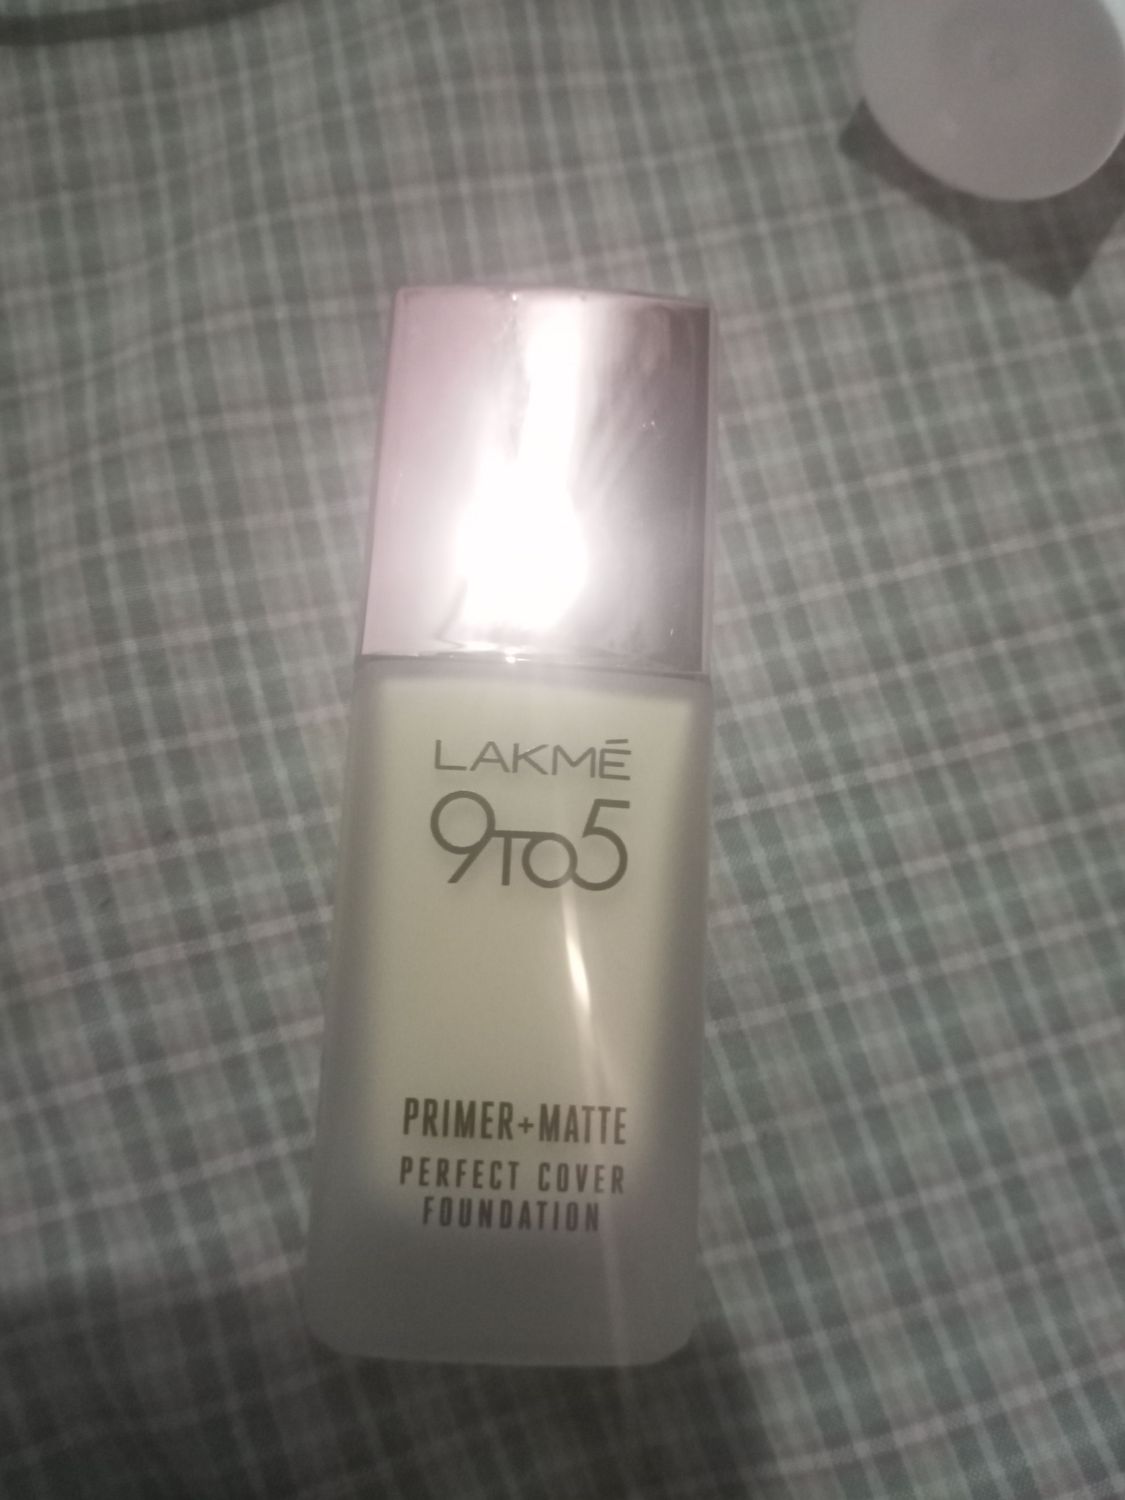 LAKMÉ
9TO5
PRIMER+MATTE
PERFECT COVER
FOUNDATION